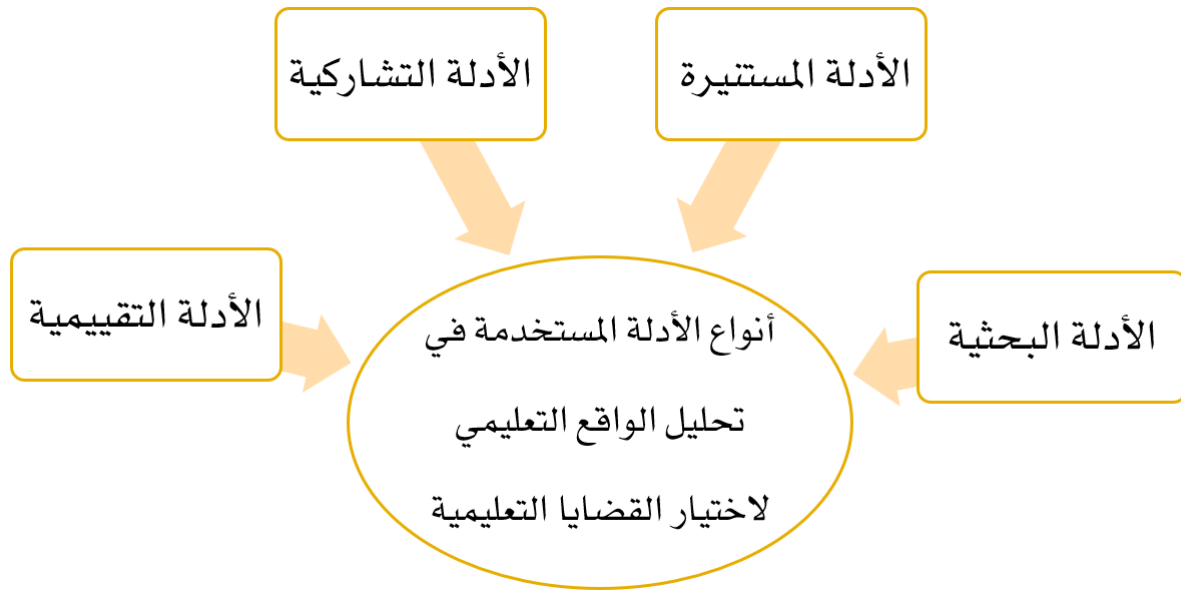 الأدلة المستنيرة
الأدلة التشاركية
الأدلة البحثية
الأدلة التقييمية
أنواع الأدلة المستخدمة في
تحليل الواقع التعليمي
لاختيار القضايا التعليمية